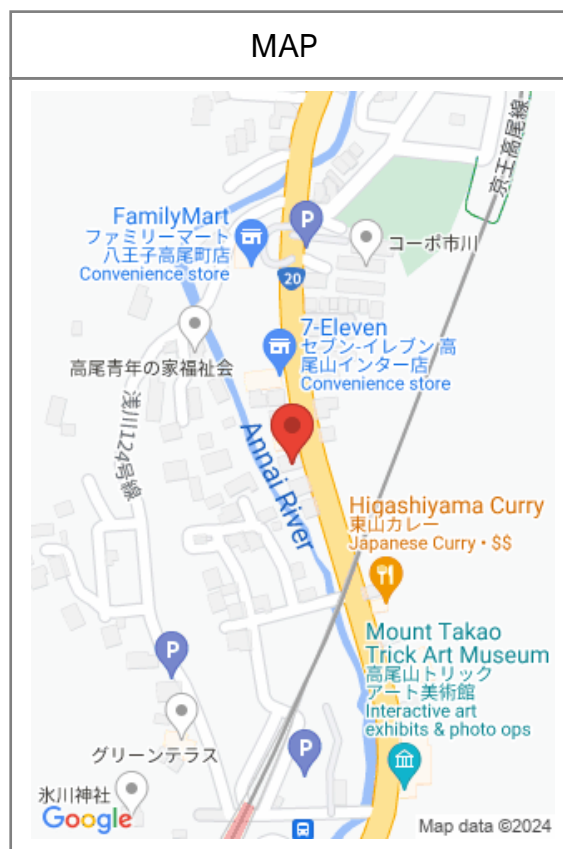 MAP
京王高尾線
FamilyMart
ファミリーマート
八王子高尾町店
Convenience store
P
コーポ市川
20
7-Eleven
セブン-イレブン 高
尾山インター店
Convenience store
高尾青年の家福祉会
浅川124号線
Annai River
Higashiyama Curry
東山カレー
Japanese Curry • $$
Mount Takao
Trick Art Museum
高尾山トリック
アート美術館
Interactive art
exhibits & photo ops
P
グリーンテラス
P
氷川神社
Google
Map data ©2024